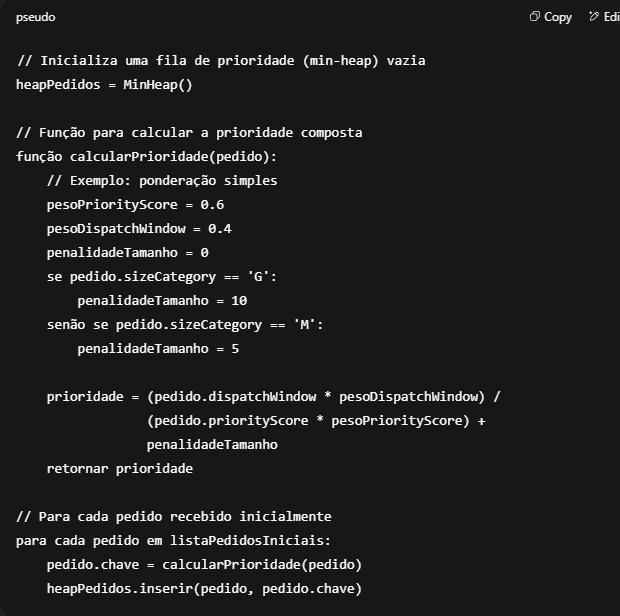 pseudo
Copy
Edi
// Inicializa uma fila de prioridade (min-heap) vazia
heapPedidos = MinHeap()
// Função para calcular a prioridade composta
função calcularPrioridade(pedido):
    // Exemplo: ponderação simples
    pesoPriorityScore = 0.6
    pesoDispatchWindow = 0.4
    penalidadeTamanho = 0
    se pedido.sizeCategory == 'G':
        penalidadeTamanho = 10
    senão se pedido.sizeCategory == 'M':
        penalidadeTamanho = 5
    prioridade = (pedido.dispatchWindow * pesoDispatchWindow) /
                 (pedido.priorityScore * pesoPriorityScore) +
                 penalidadeTamanho
    retornar prioridade
// Para cada pedido recebido inicialmente
para cada pedido em listaPedidosIniciais:
    pedido.chave = calcularPrioridade(pedido)
    heapPedidos.inserir(pedido, pedido.chave)